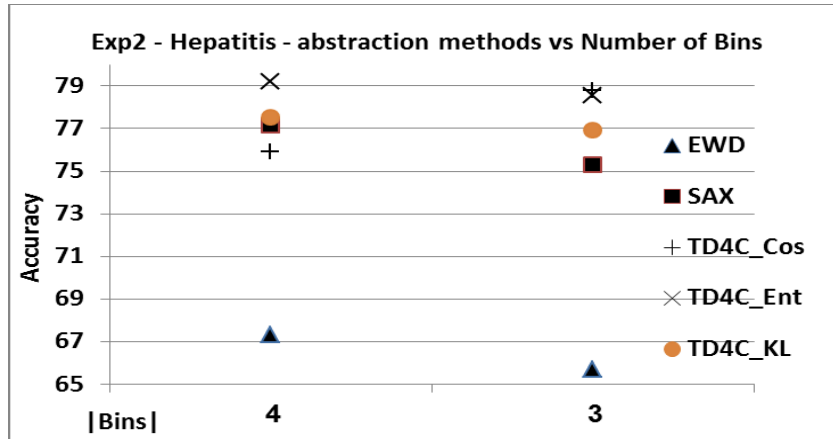 Exp2 - Hepatitis - abstraction methods vs Number of Bins
Accuracy
79
77
75
73
71
69
67
65
|Bins|
4
3
EWD
SAX
TD4C_Cos
TD4C_Ent
TD4C_KL